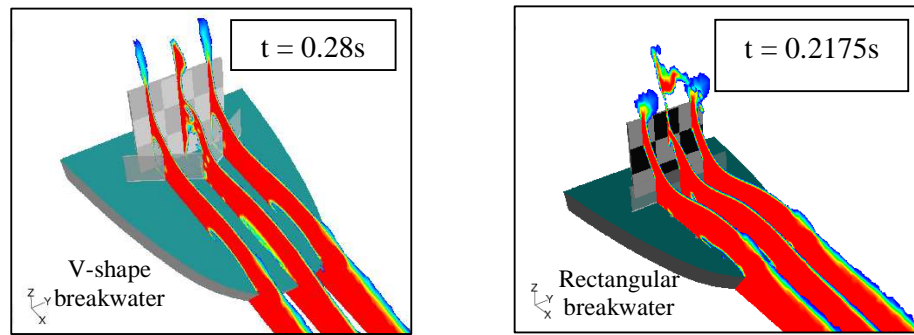 t = 0.28s
V-shape
breakwater
Z
Y
X
t = 0.2175s
Rectangular
breakwater
Z
Y
X